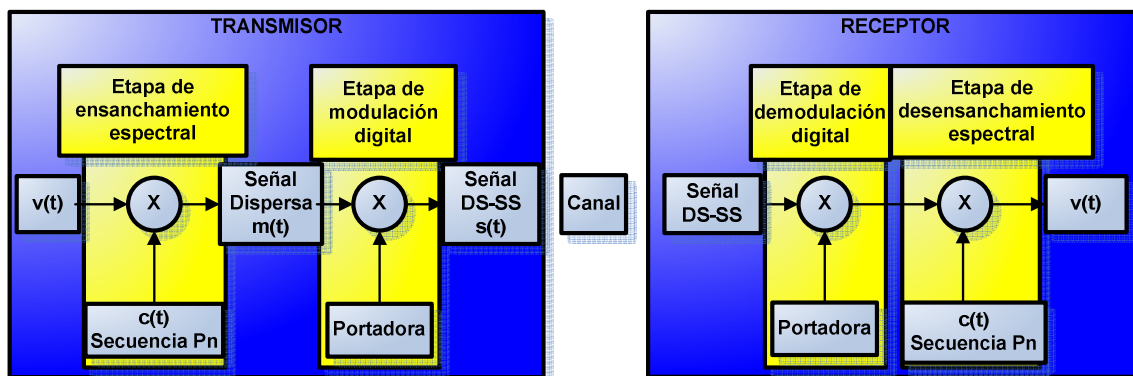 TRANSMISOR
Etapa de
ensanchamiento
espectral
Etapa de
modulación
digital
v(t)
X
Señal
Dispersa
m(t)
X
Señal
DS-SS
s(t)
c(t)
Secuencia Pn
Portadora
Canal
RECEPTOR
Etapa de
demodulación
digital
Etapa de
desensanchamiento
espectral
Señal
DS-SS
X
X
v(t)
Portadora
c(t)
Secuencia Pn